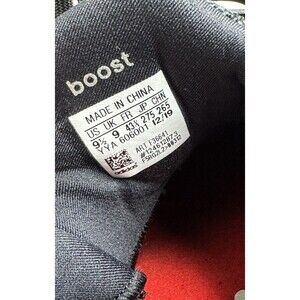 boost
MADE IN CHINA
US UK FR JP CHN
9½ 9 43⅓ 275 265
YYA 606001 12/19
ART F36641
adidas